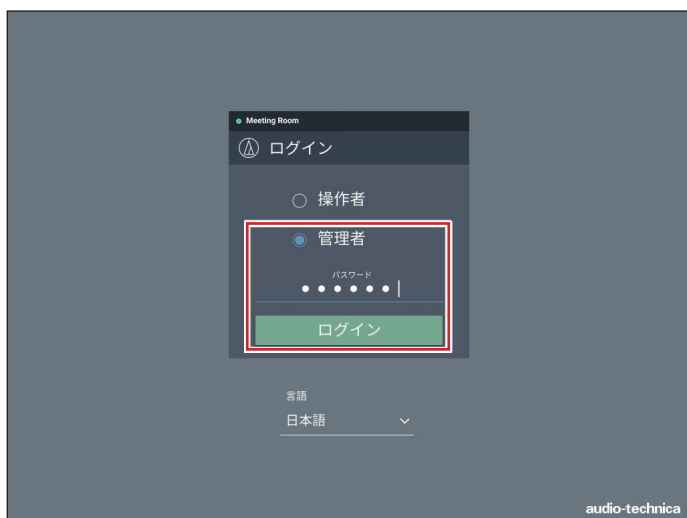 Meeting Room
ログイン
操作者
管理者
パスワード
ログイン
言語
日本語
audio-technica